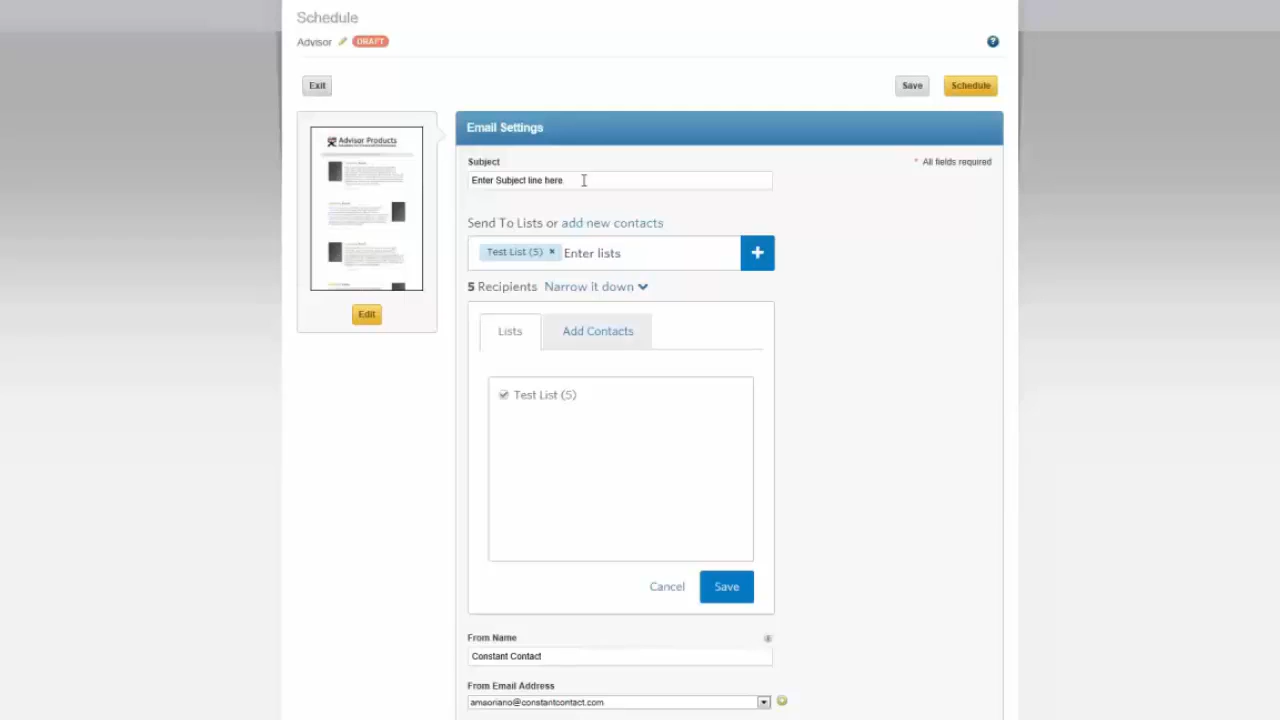 Schedule
Advisor DRAFT
Exit
Save
Schedule
Advisor Products
Edit
Email Settings
Subject
* All fields required
Enter Subject line here
Send To Lists or add new contacts
Test List (5) × Enter lists
+
5 Recipients Narrow it down
Lists
Add Contacts
Test List (5)
Cancel
Save
From Name
Constant Contact
From Email Address
amaoriano@constantcontact.com